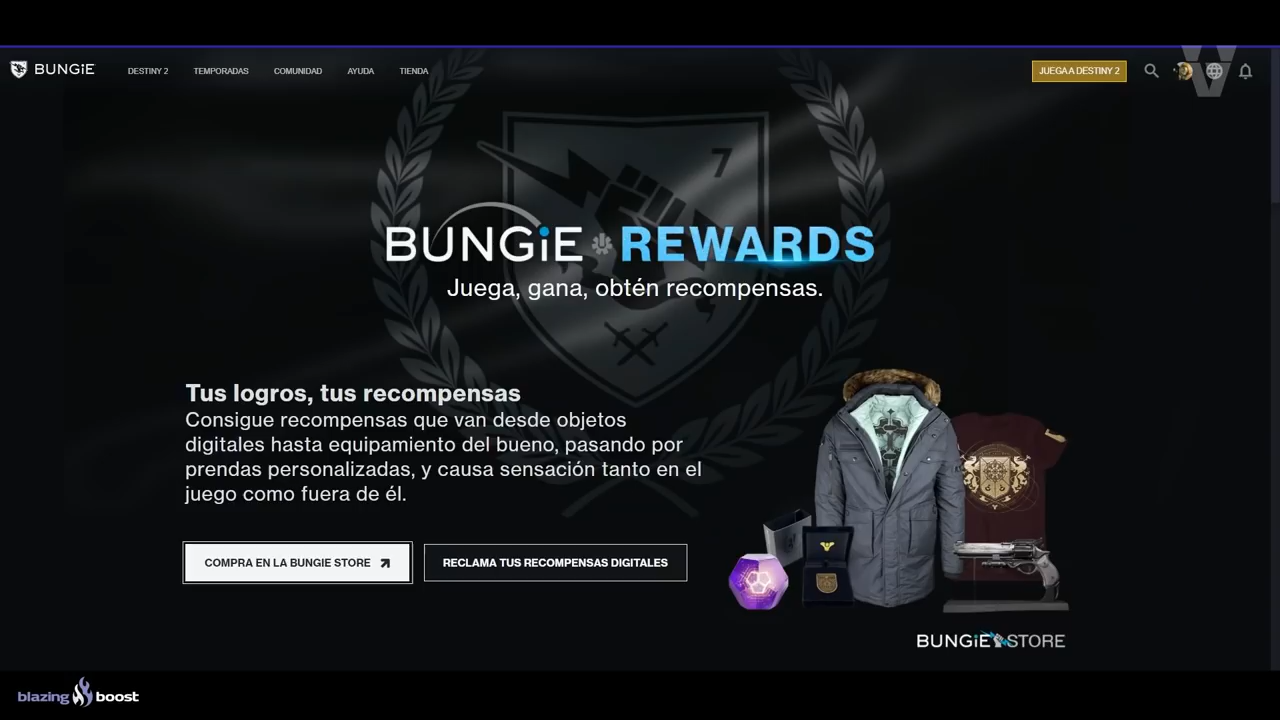 BUNGiE
DESTINY 2
TEMPORADAS
COMUNIDAD
AYUDA
TIENDA
JUEGA A DESTINY 2
7
BUNGiE REWARDS
Juega, gana, obtén recompensas.
Tus logros, tus recompensas
Consigue recompensas que van desde objetos
digitales hasta equipamiento del bueno, pasando por
prendas personalizadas, y causa sensación tanto en el
juego como fuera de él.
COMPRA EN LA BUNGIE STORE
RECLAMA TUS RECOMPENSAS DIGITALES
BUNGiE STORE
blazing boost